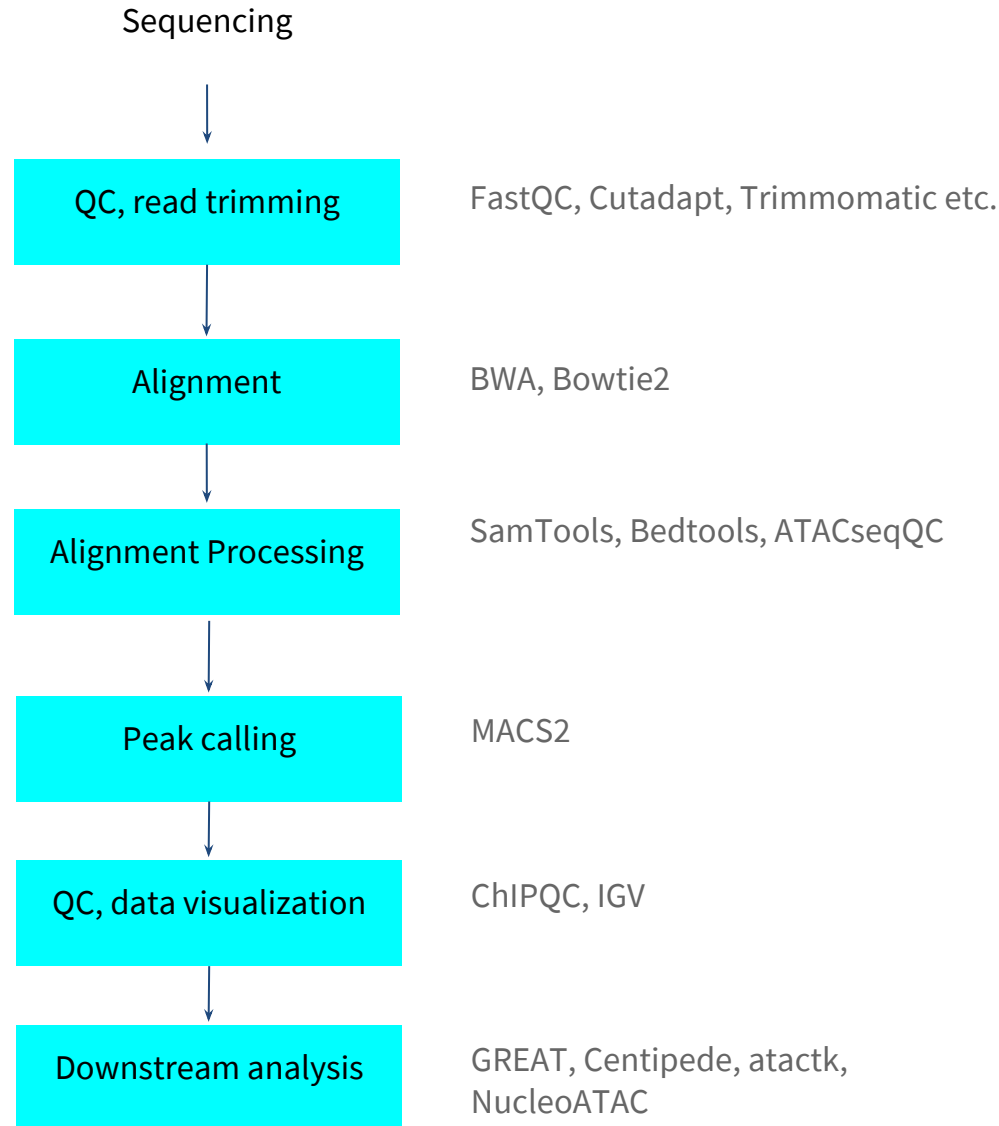 Sequencing
QC, read trimming
FastQC, Cutadapt, Trimmomatic etc.
Alignment
BWA, Bowtie2
Alignment Processing
SamTools, Bedtools, ATACseqQC
Peak calling
MACS2
QC, data visualization
ChIPQC, IGV
Downstream analysis
GREAT, Centipede, atactk,
NucleoATAC